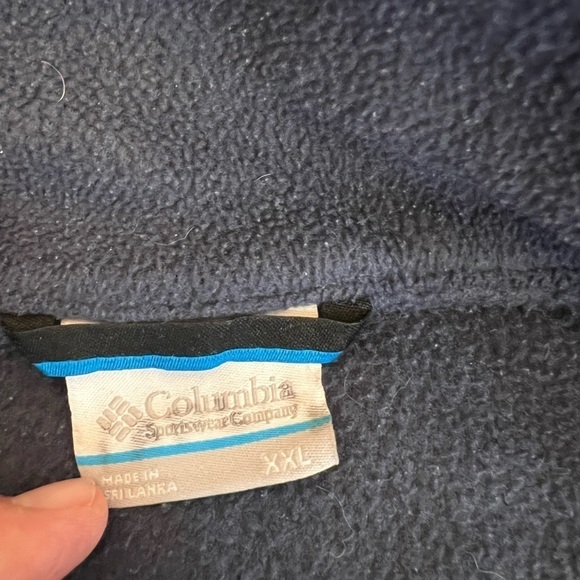 Columbia
Sportswear Company
XXL
MADE IN
SRI LANKA